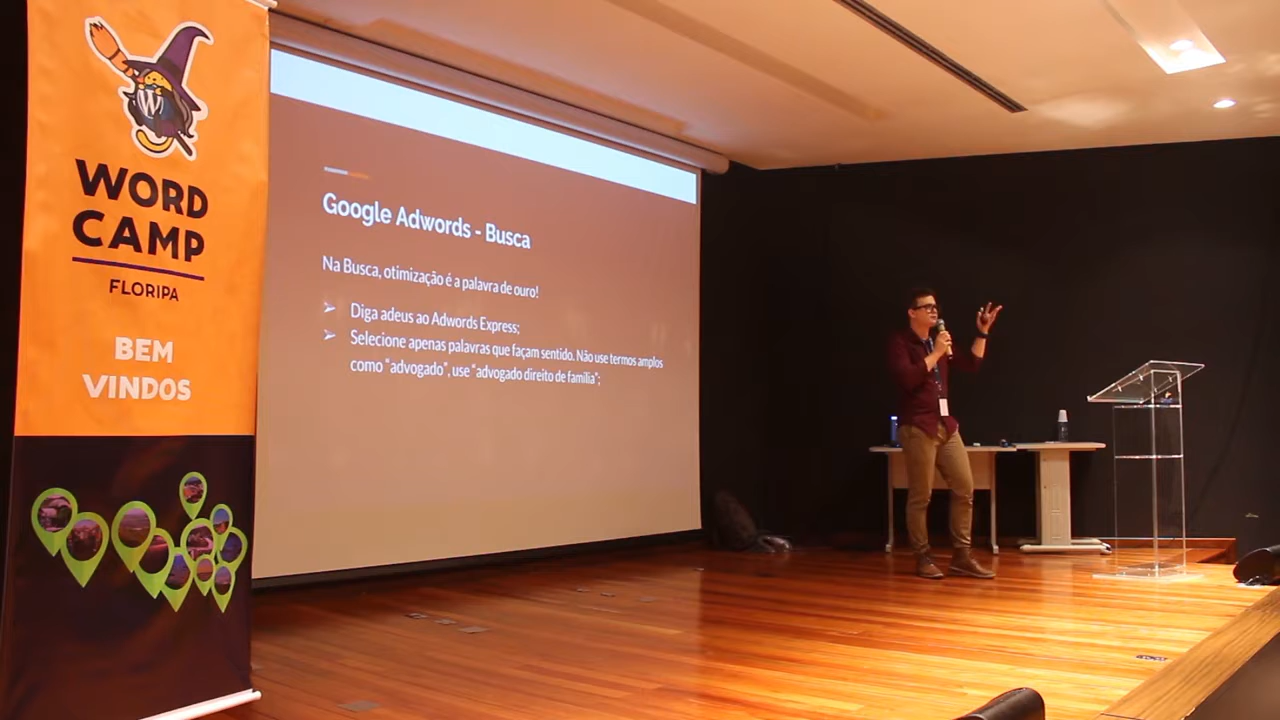 WORD
CAMP
FLORIPA
BEM
VINDOS
Google Adwords - Busca
Na Busca, otimização é a palavra de ouro!
➢ Diga adeus ao Adwords Express;
➢ Selecione apenas palavras que façam sentido. Não use termos amplos
como “advogado”, use “advogado direito de família”;